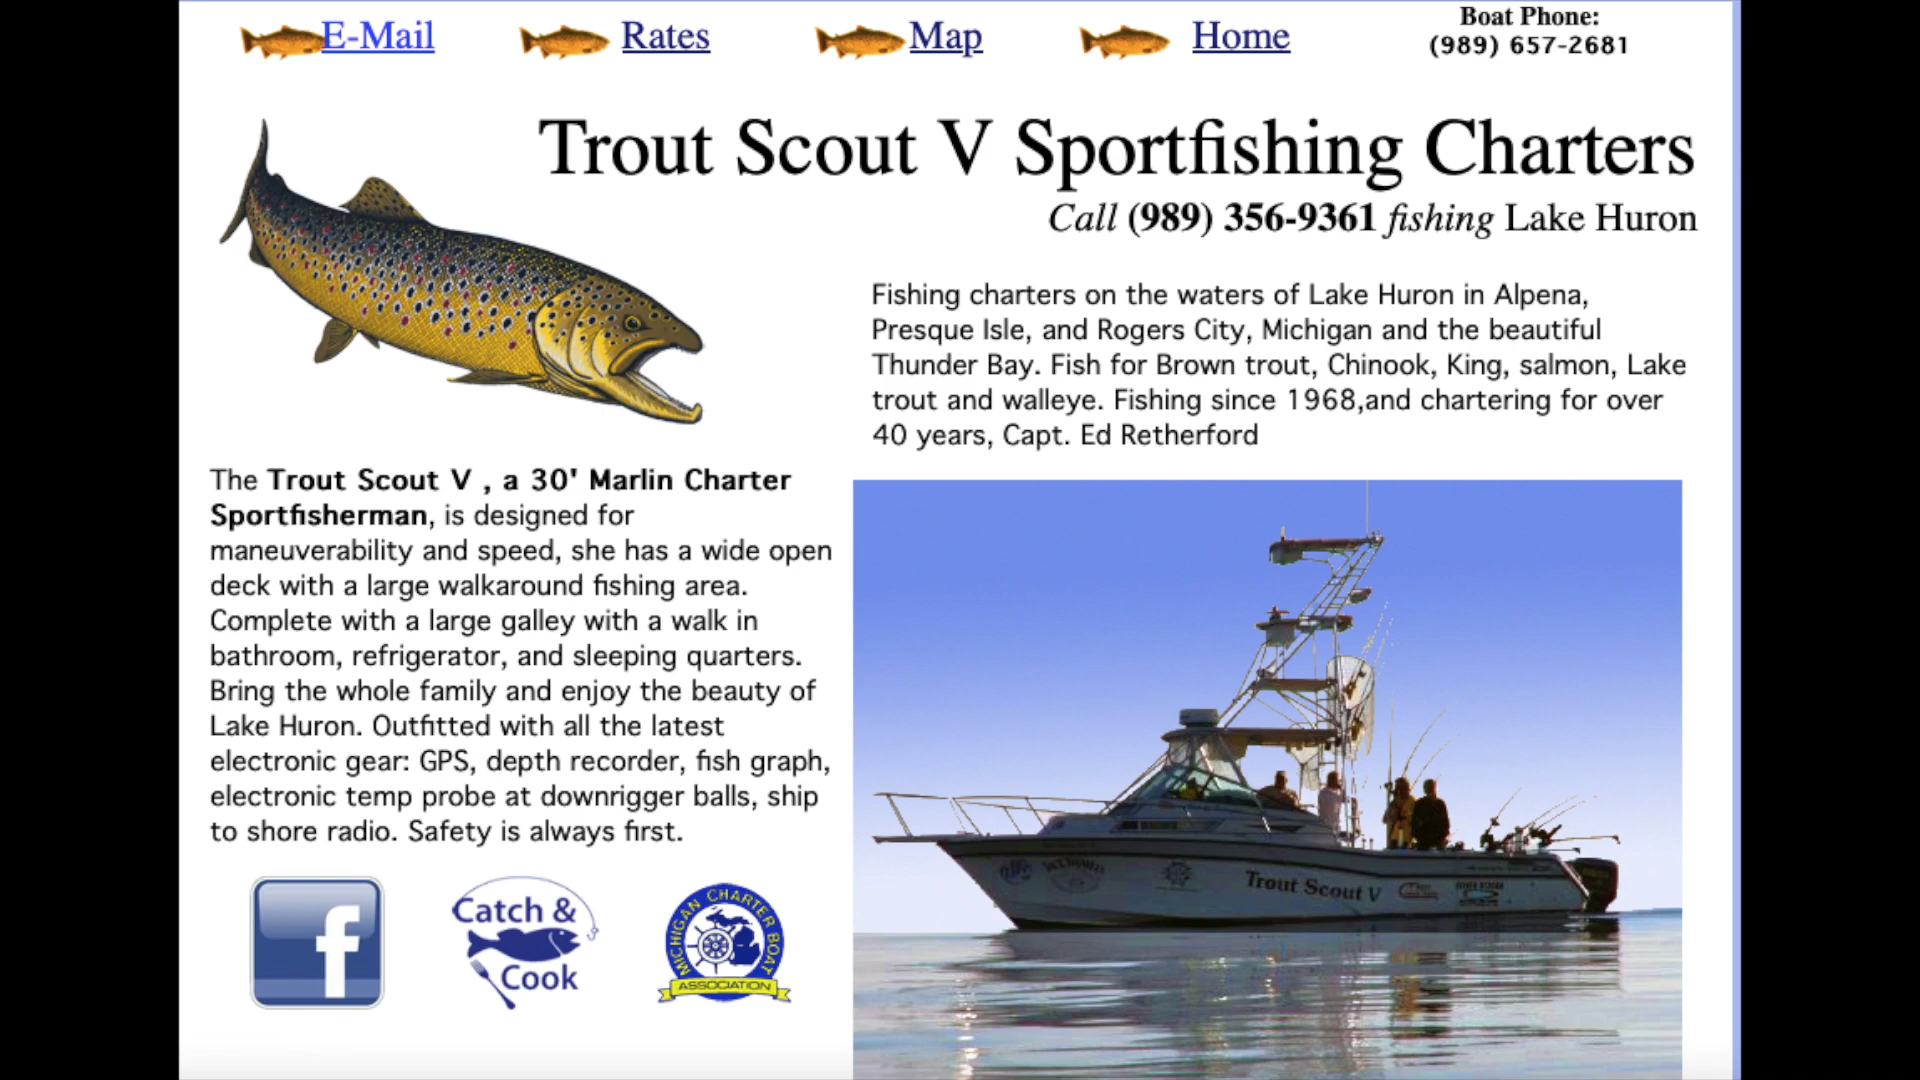 E-Mail
Rates
Map
Home
Boat Phone:
(989) 657-2681
Trout Scout V Sportfishing Charters
Call (989) 356-9361 fishing Lake Huron
Fishing charters on the waters of Lake Huron in Alpena,
Presque Isle, and Rogers City, Michigan and the beautiful
Thunder Bay. Fish for Brown trout, Chinook, King, salmon, Lake
trout and walleye. Fishing since 1968,and chartering for over
40 years, Capt. Ed Retherford
The Trout Scout V , a 30' Marlin Charter
Sportfisherman, is designed for
maneuverability and speed, she has a wide open
deck with a large walkaround fishing area.
Complete with a large galley with a walk in
bathroom, refrigerator, and sleeping quarters.
Bring the whole family and enjoy the beauty of
Lake Huron. Outfitted with all the latest
electronic gear: GPS, depth recorder, fish graph,
electronic temp probe at downrigger balls, ship
to shore radio. Safety is always first.
f
Catch &
Cook
MICHIGAN CHARTER BOAT
ASSOCIATION
Trout Scout V